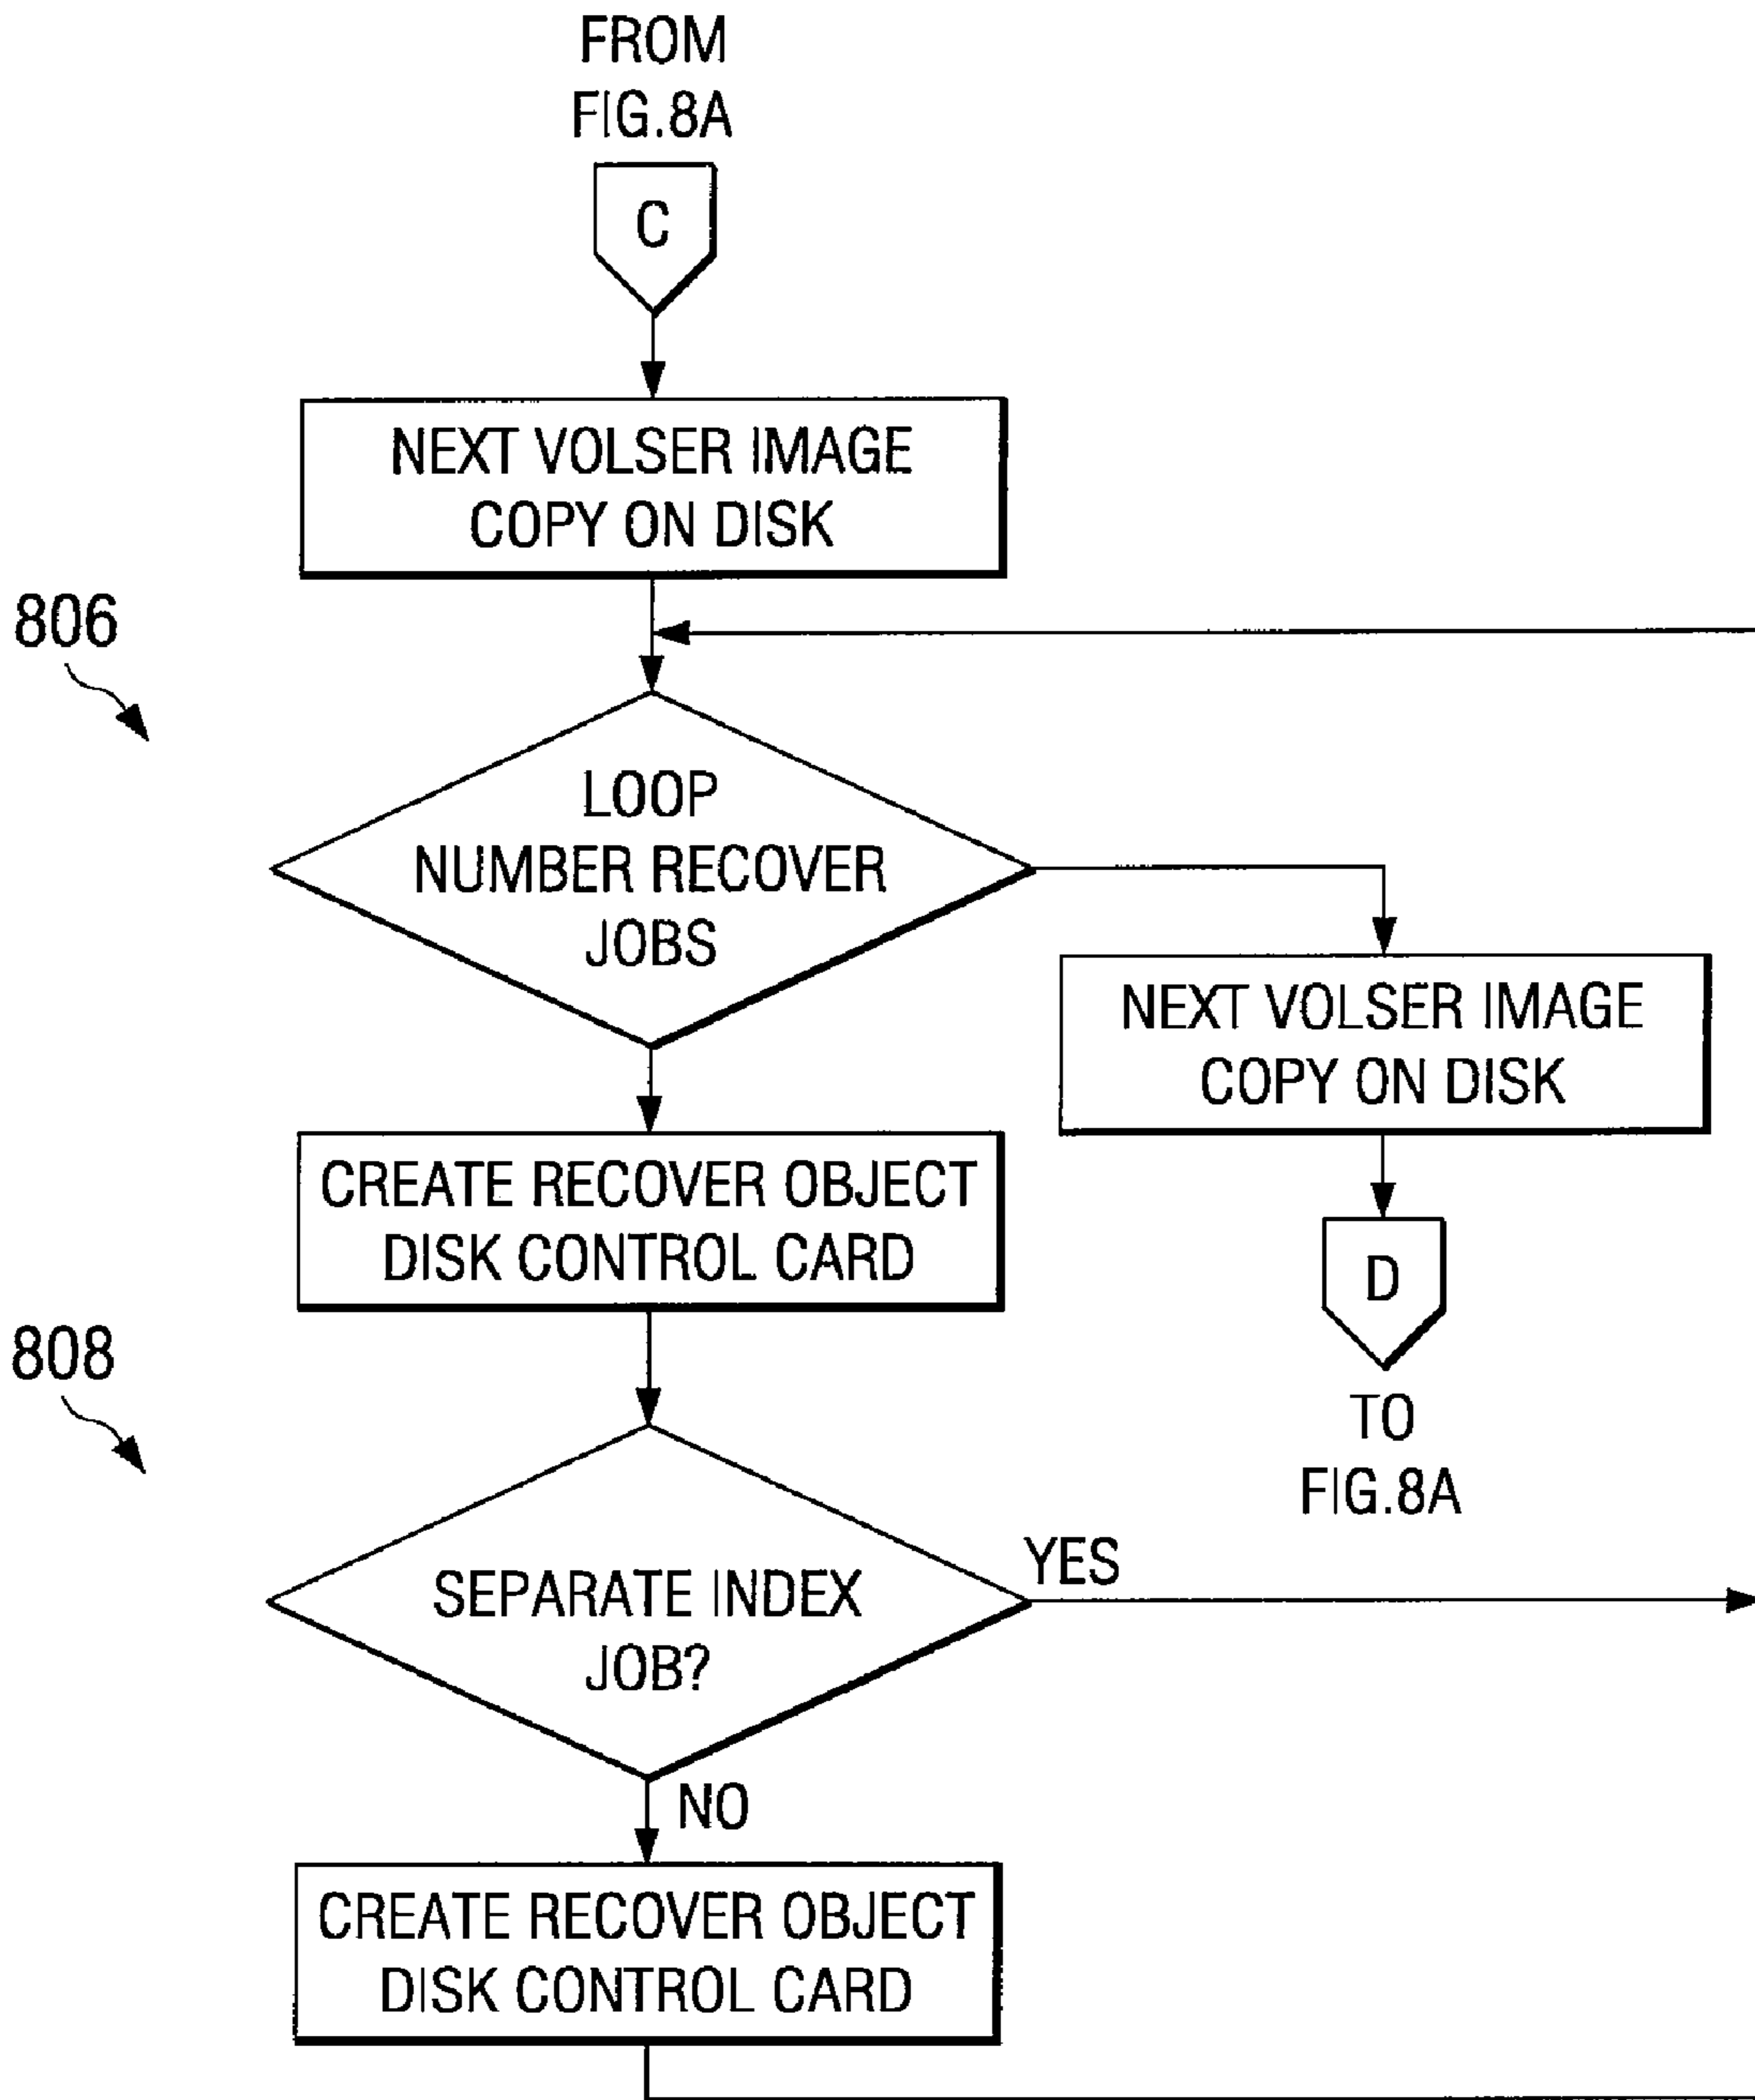 FROM
FIG.8A
C
NEXT VOLSER IMAGE
COPY ON DISK
806
LOOP
NUMBER RECOVER
JOBS
NEXT VOLSER IMAGE
COPY ON DISK
CREATE RECOVER OBJECT
DISK CONTROL CARD
D
TO
FIG.8A
808
SEPARATE INDEX
JOB?
YES
NO
CREATE RECOVER OBJECT
DISK CONTROL CARD